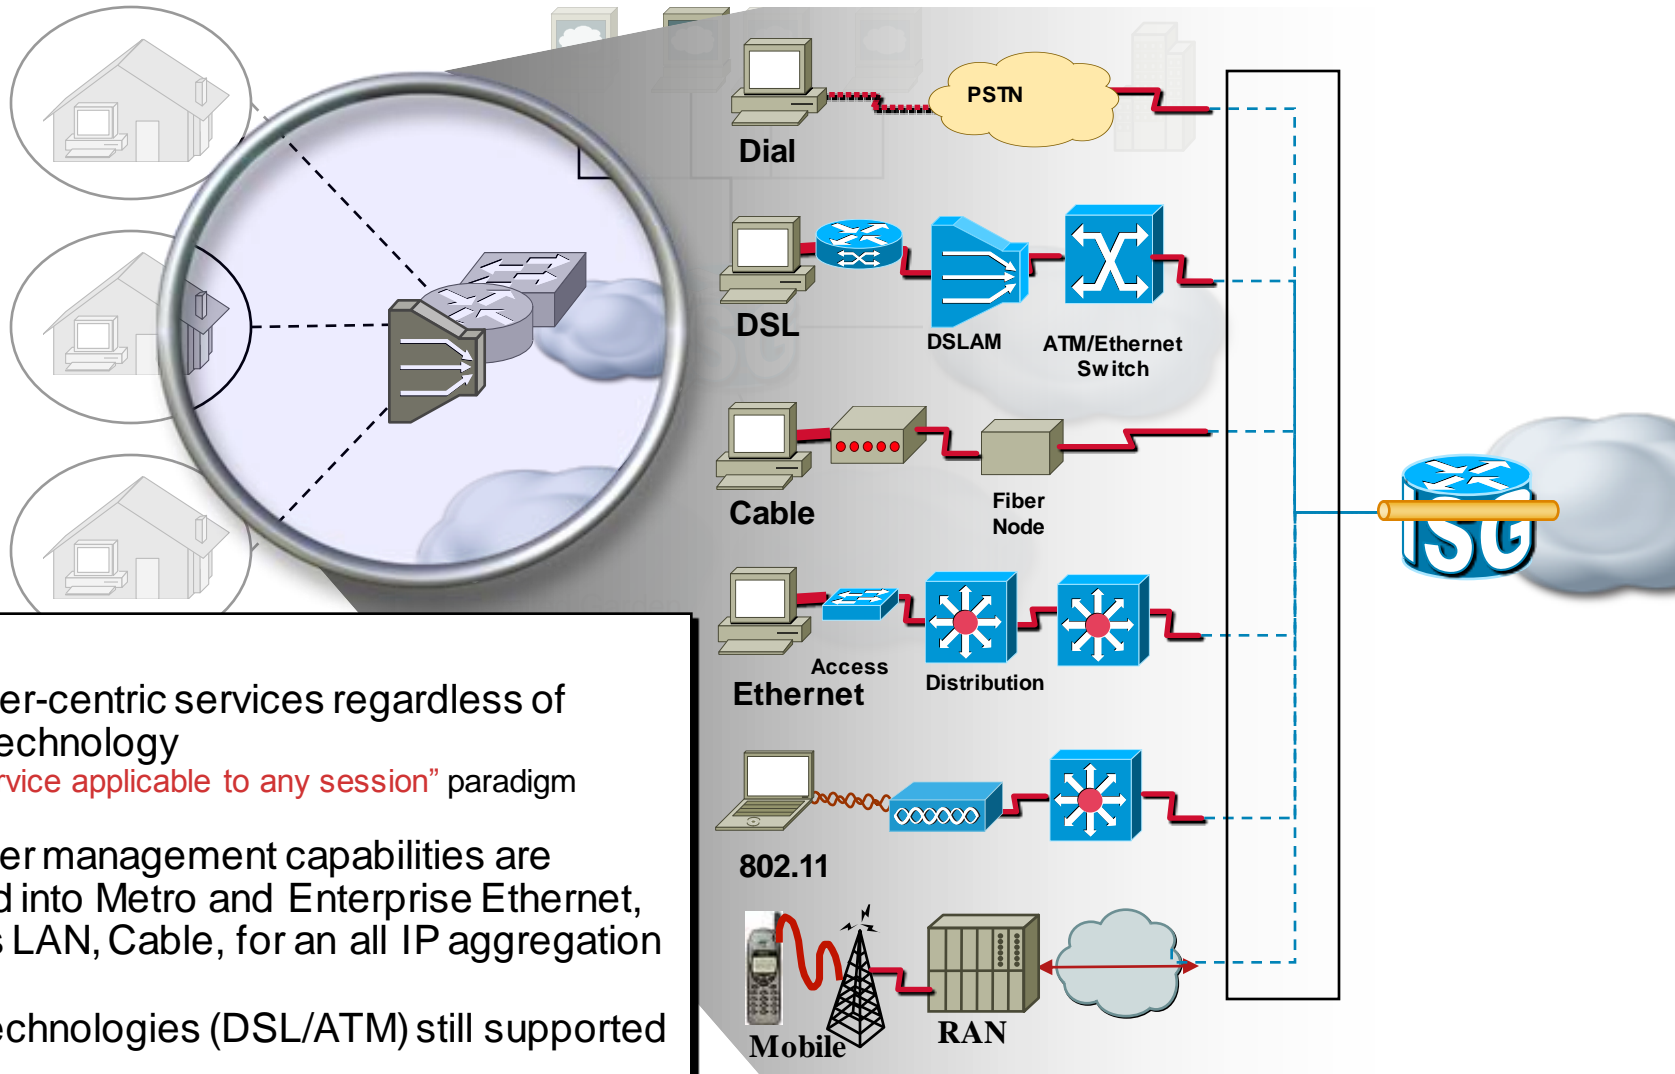 PSTN
Dial
DSL
DSLAM
ATM/Ethernet
Switch
Cable
Fiber
Node
ISG
Access
Ethernet
Distribution
802.11
Mobile
RAN
er-centric services regardless of
echnology
rvice applicable to any session” paradigm
er management capabilities are
d into Metro and Enterprise Ethernet,
s LAN, Cable, for an all IP aggregation
echnologies (DSL/ATM) still supported